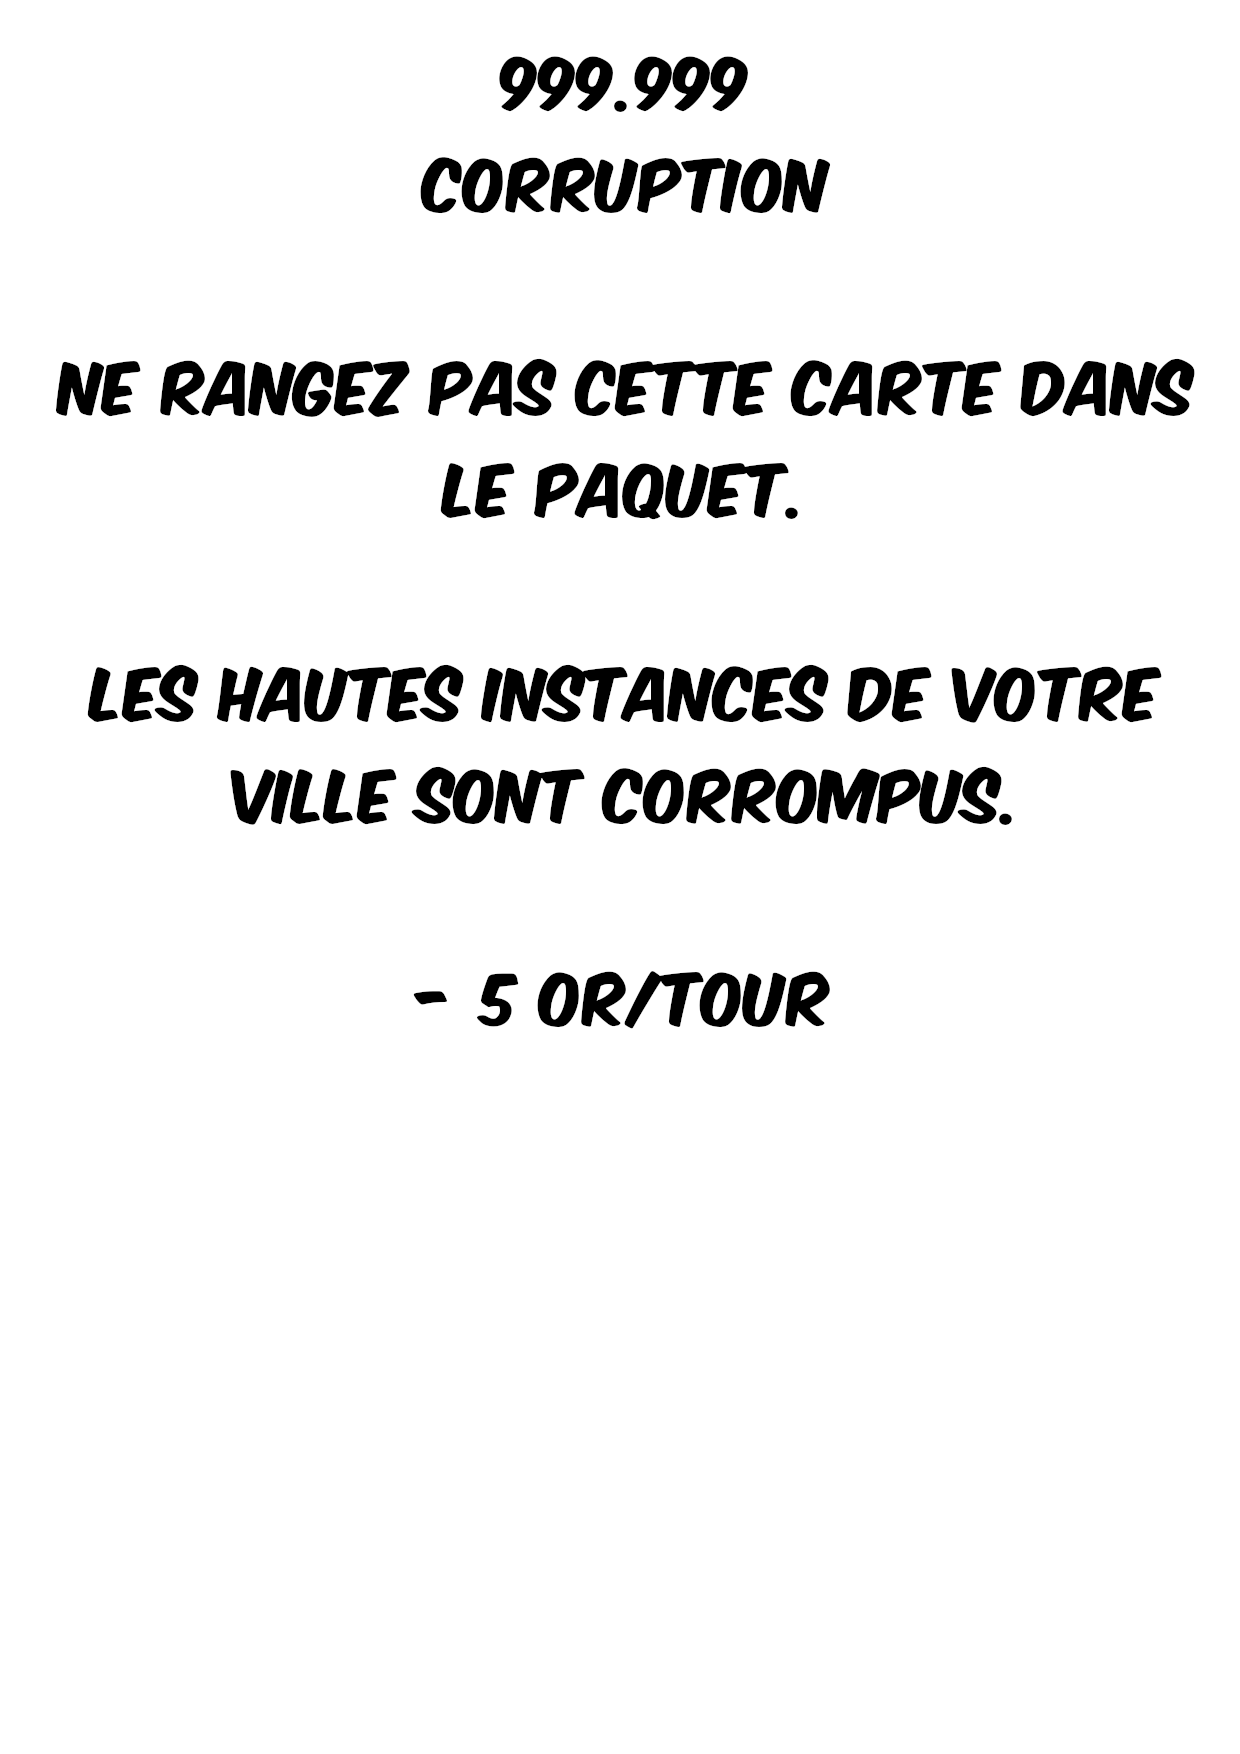 999.999
CORRUPTION
NE RANGEZ PAS CETTE CARTE DANS
LE PAQUET.
LES HAUTES INSTANCES DE VOTRE
VILLE SONT CORROMPUS.
- 5 OR/TOUR